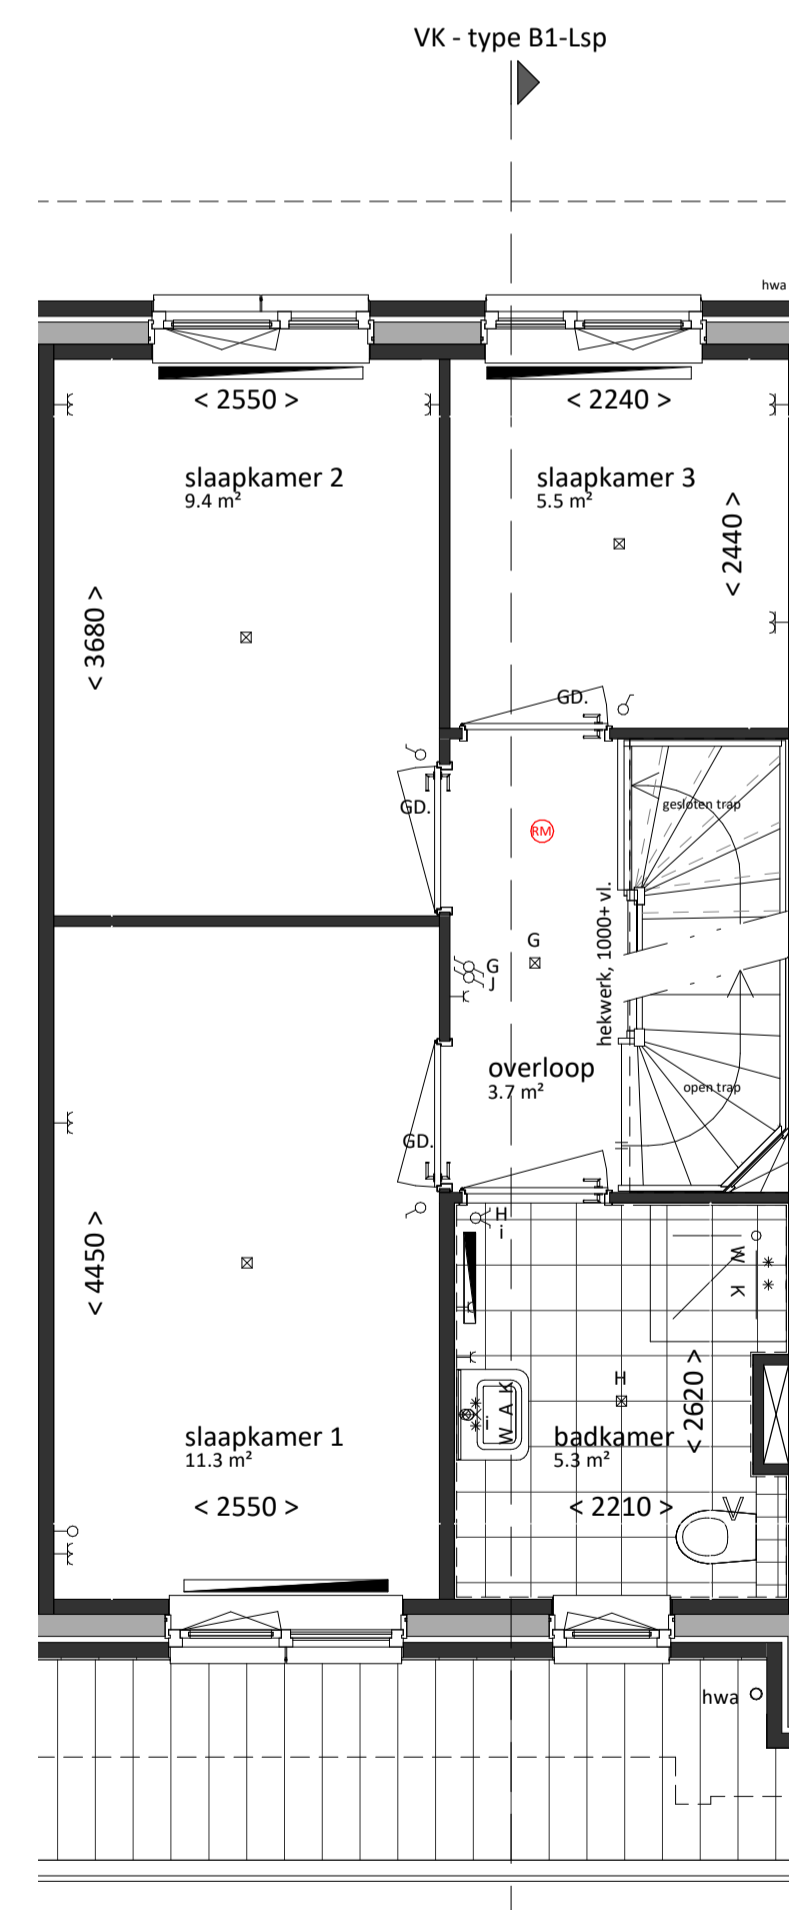 VK - type B1-Lsp
hwa
< 2550 >
< 2240 >
slaapkamer 2
9.4 m²
slaapkamer 3
5.5 m²
< 2440 >
< 3680 >
GD.
GD.
gesloten trap
RM
hekwerk, 1000+ vl.
G
G
J
overloop
3.7 m²
open trap
GD.
H
i
W K
< 4450 >
H
< 2620 >
W A K
i
slaapkamer 1
11.3 m²
badkamer
5.3 m²
< 2550 >
< 2210 >
V
hwa